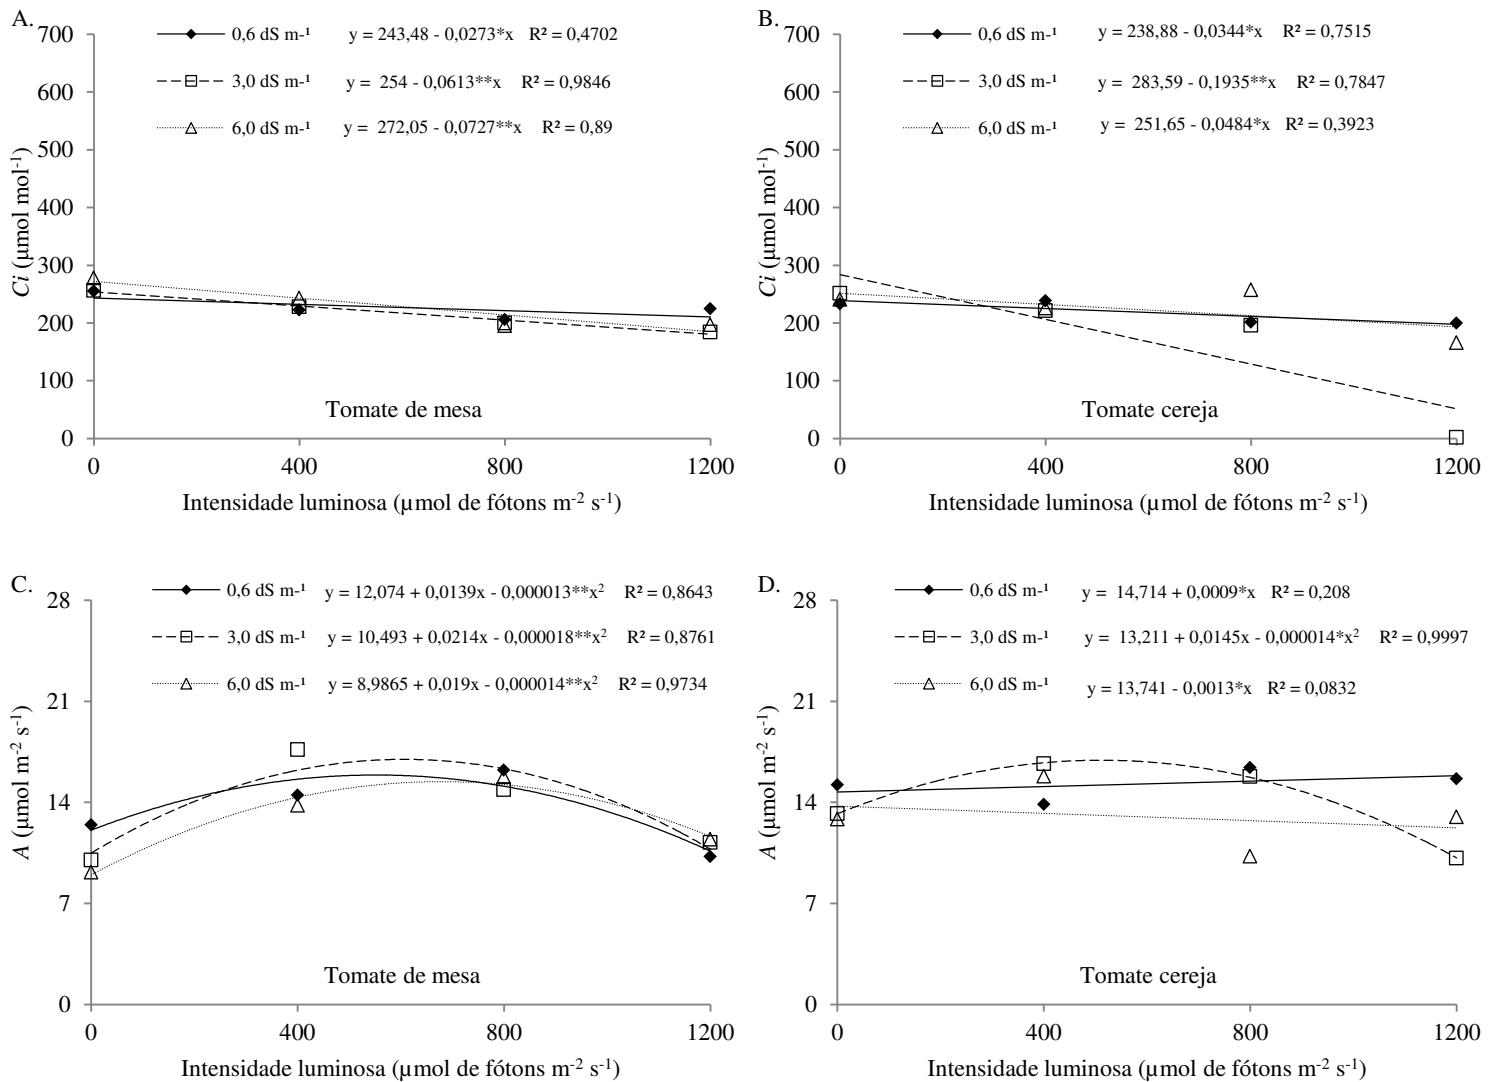 A.
0,6 dS m-¹ y = 243,48 - 0,0273*x R² = 0,4702
3,0 dS m-¹ y = 254 - 0,0613**x R² = 0,9846
6,0 dS m-¹ y = 272,05 - 0,0727**x R² = 0,89
700
600
500
400
300
200
100
0
Ci (µmol mol⁻¹)
Tomate de mesa
0 400 800 1200
Intensidade luminosa (µmol de fótons m⁻² s⁻¹)
B.
0,6 dS m-¹ y = 238,88 - 0,0344*x R² = 0,7515
3,0 dS m-¹ y = 283,59 - 0,1935**x R² = 0,7847
6,0 dS m-¹ y = 251,65 - 0,0484*x R² = 0,3923
700
600
500
400
300
200
100
0
Ci (µmol mol⁻¹)
Tomate cereja
0 400 800 1200
Intensidade luminosa (µmol de fótons m⁻² s⁻¹)
C.
0,6 dS m-¹ y = 12,074 + 0,0139x - 0,000013**x² R² = 0,8643
3,0 dS m-¹ y = 10,493 + 0,0214x - 0,000018**x² R² = 0,8761
6,0 dS m-¹ y = 8,9865 + 0,019x - 0,000014**x² R² = 0,9734
28
21
14
7
0
A (µmol m⁻² s⁻¹)
Tomate de mesa
0 400 800 1200
Intensidade luminosa (µmol de fótons m⁻² s⁻¹)
D.
0,6 dS m-¹ y = 14,714 + 0,0009*x R² = 0,208
3,0 dS m-¹ y = 13,211 + 0,0145x - 0,000014*x² R² = 0,9997
6,0 dS m-¹ y = 13,741 - 0,0013*x R² = 0,0832
28
21
14
7
0
A (µmol m⁻² s⁻¹)
Tomate cereja
0 400 800 1200
Intensidade luminosa (µmol de fótons m⁻² s⁻¹)